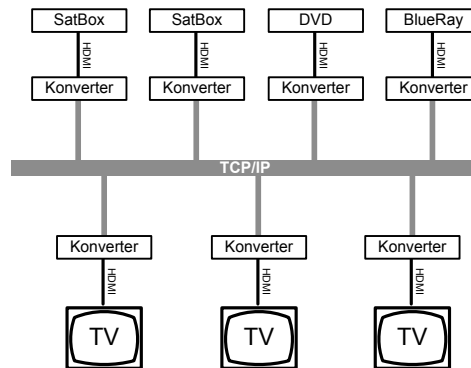 SatBox SatBox DVD BlueRay
HDMI HDMI HDMI HDMI
Konverter Konverter Konverter Konverter
TCP/IP
Konverter Konverter Konverter
HDMI HDMI HDMI
TV TV TV